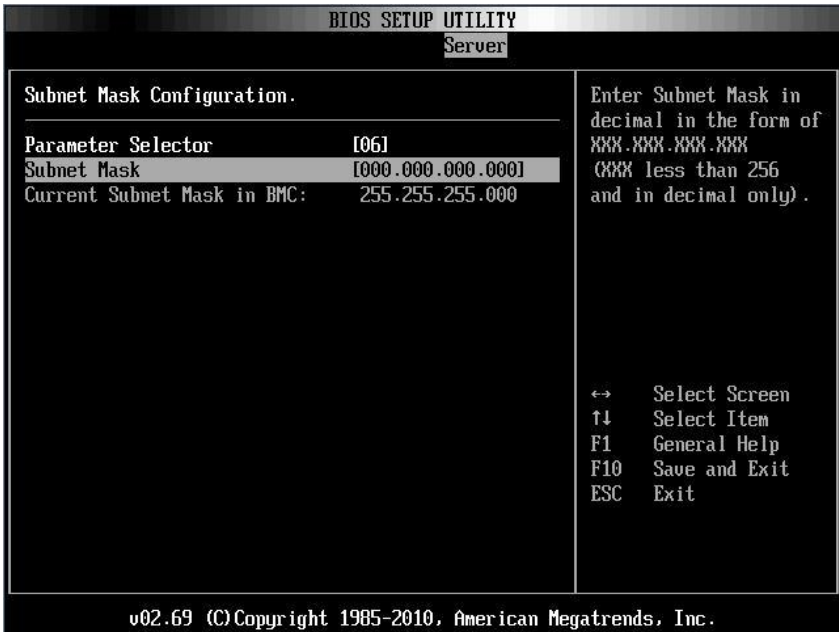 BIOS SETUP UTILITY
Server
Subnet Mask Configuration.
Parameter Selector [06]
Subnet Mask [000.000.000.000]
Current Subnet Mask in BMC: 255.255.255.000
Enter Subnet Mask in
decimal in the form of
XXX.XXX.XXX.XXX
(XXX less than 256
and in decimal only).
↔ Select Screen
↑↓ Select Item
F1 General Help
F10 Save and Exit
ESC Exit
v02.69 (C)Copyright 1985-2010, American Megatrends, Inc.